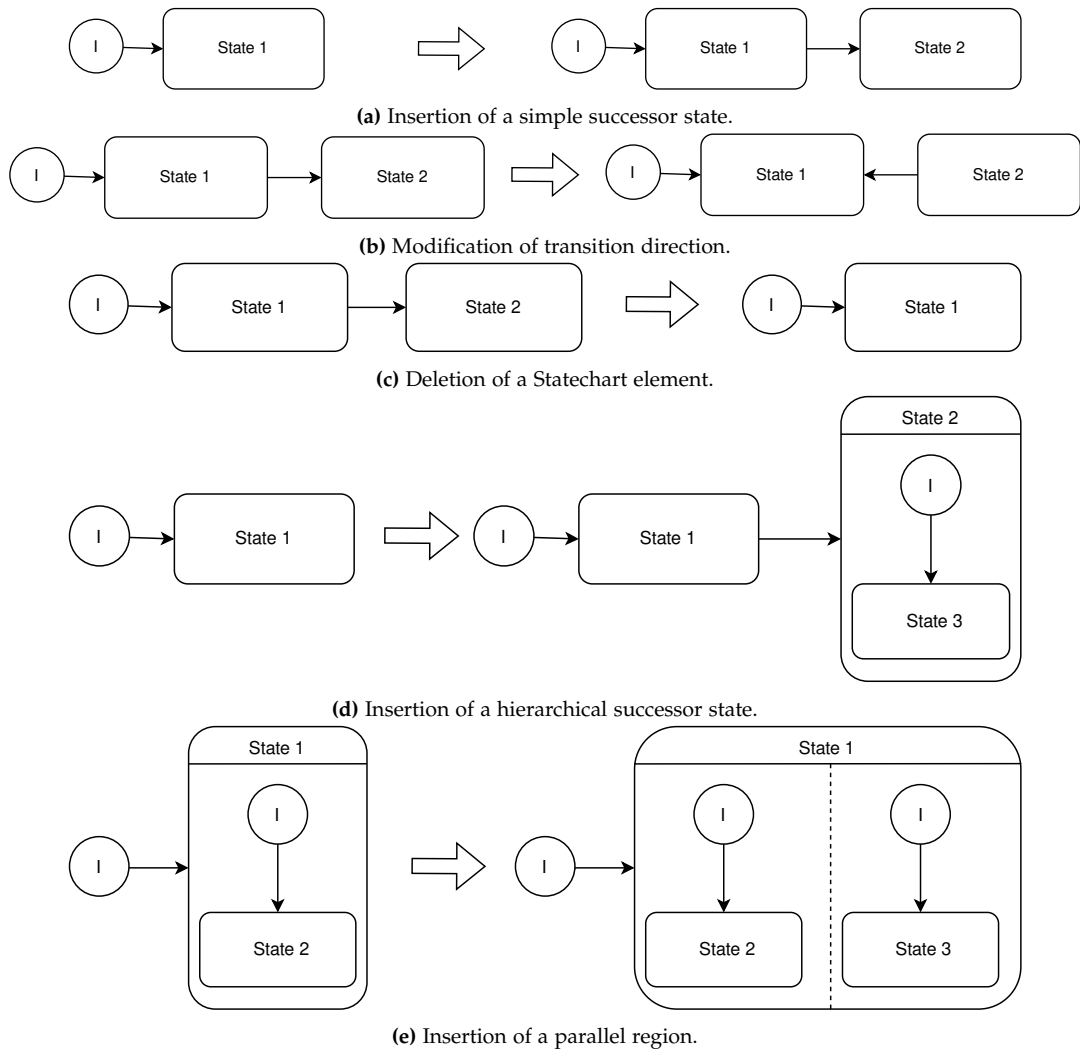 I State 1 I State 1 State 2
(a) Insertion of a simple successor state.
I State 1 State 2 I State 1 State 2
(b) Modification of transition direction.
I State 1 State 2 I State 1
(c) Deletion of a Statechart element.
State 2
I
I State 1 I State 1
State 3
(d) Insertion of a hierarchical successor state.
State 1 State 1
I I I
I I
State 2 State 2 State 3
(e) Insertion of a parallel region.